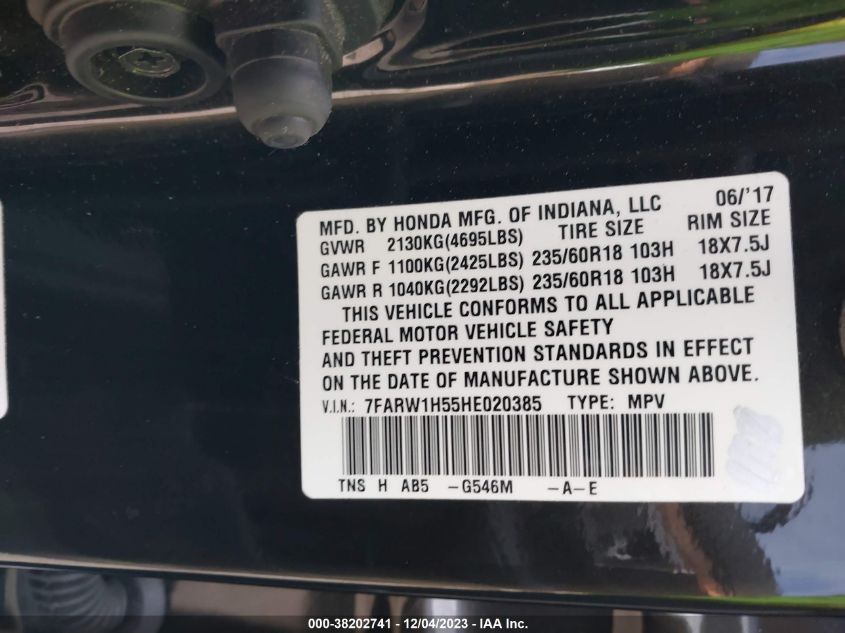 MFD. BY HONDA MFG. OF INDIANA, LLC 06/'17
GVWR 2130KG(4695LBS) TIRE SIZE RIM SIZE
GAWR F 1100KG(2425LBS) 235/60R18 103H 18X7.5J
GAWR R 1040KG(2292LBS) 235/60R18 103H 18X7.5J
THIS VEHICLE CONFORMS TO ALL APPLICABLE
FEDERAL MOTOR VEHICLE SAFETY
AND THEFT PREVENTION STANDARDS IN EFFECT
ON THE DATE OF MANUFACTURE SHOWN ABOVE.
V.I.N.: 7FARW1H55HE020385 TYPE: MPV
TNS H AB5 -G546M -A-E
000-38202741 - 12/04/2023 - IAA Inc.